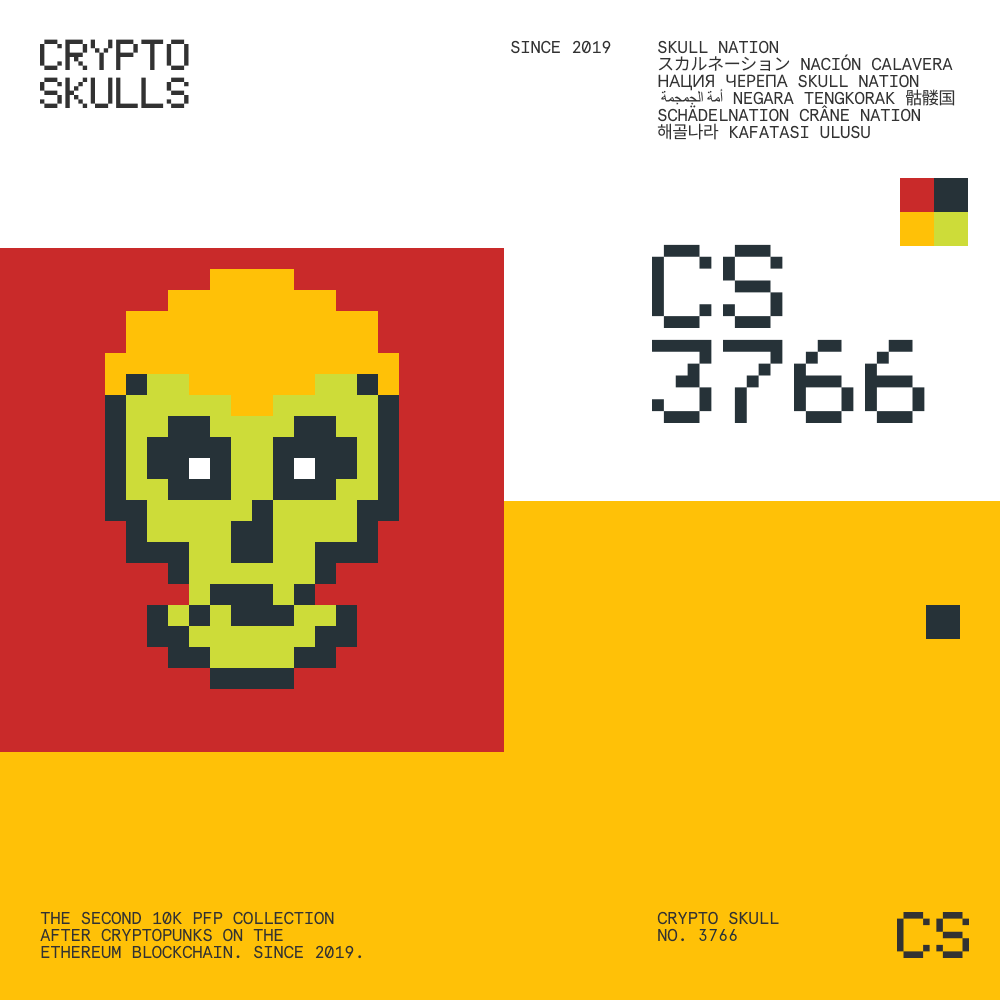 CRYPTO
SKULLS
SINCE 2019
SKULL NATION
スカルネーション NACIÓN CALAVERA
НАЦИЯ ЧЕРЕПА SKULL NATION
أمة الجمجمة NEGARA TENGKORAK 骷髅国
SCHÄDELNATION CRÂNE NATION
해골나라 KAFATASI ULUSU
CS
3766
THE SECOND 10K PFP COLLECTION
AFTER CRYPTOPUNKS ON THE
ETHEREUM BLOCKCHAIN. SINCE 2019.
CRYPTO SKULL
NO. 3766
CS